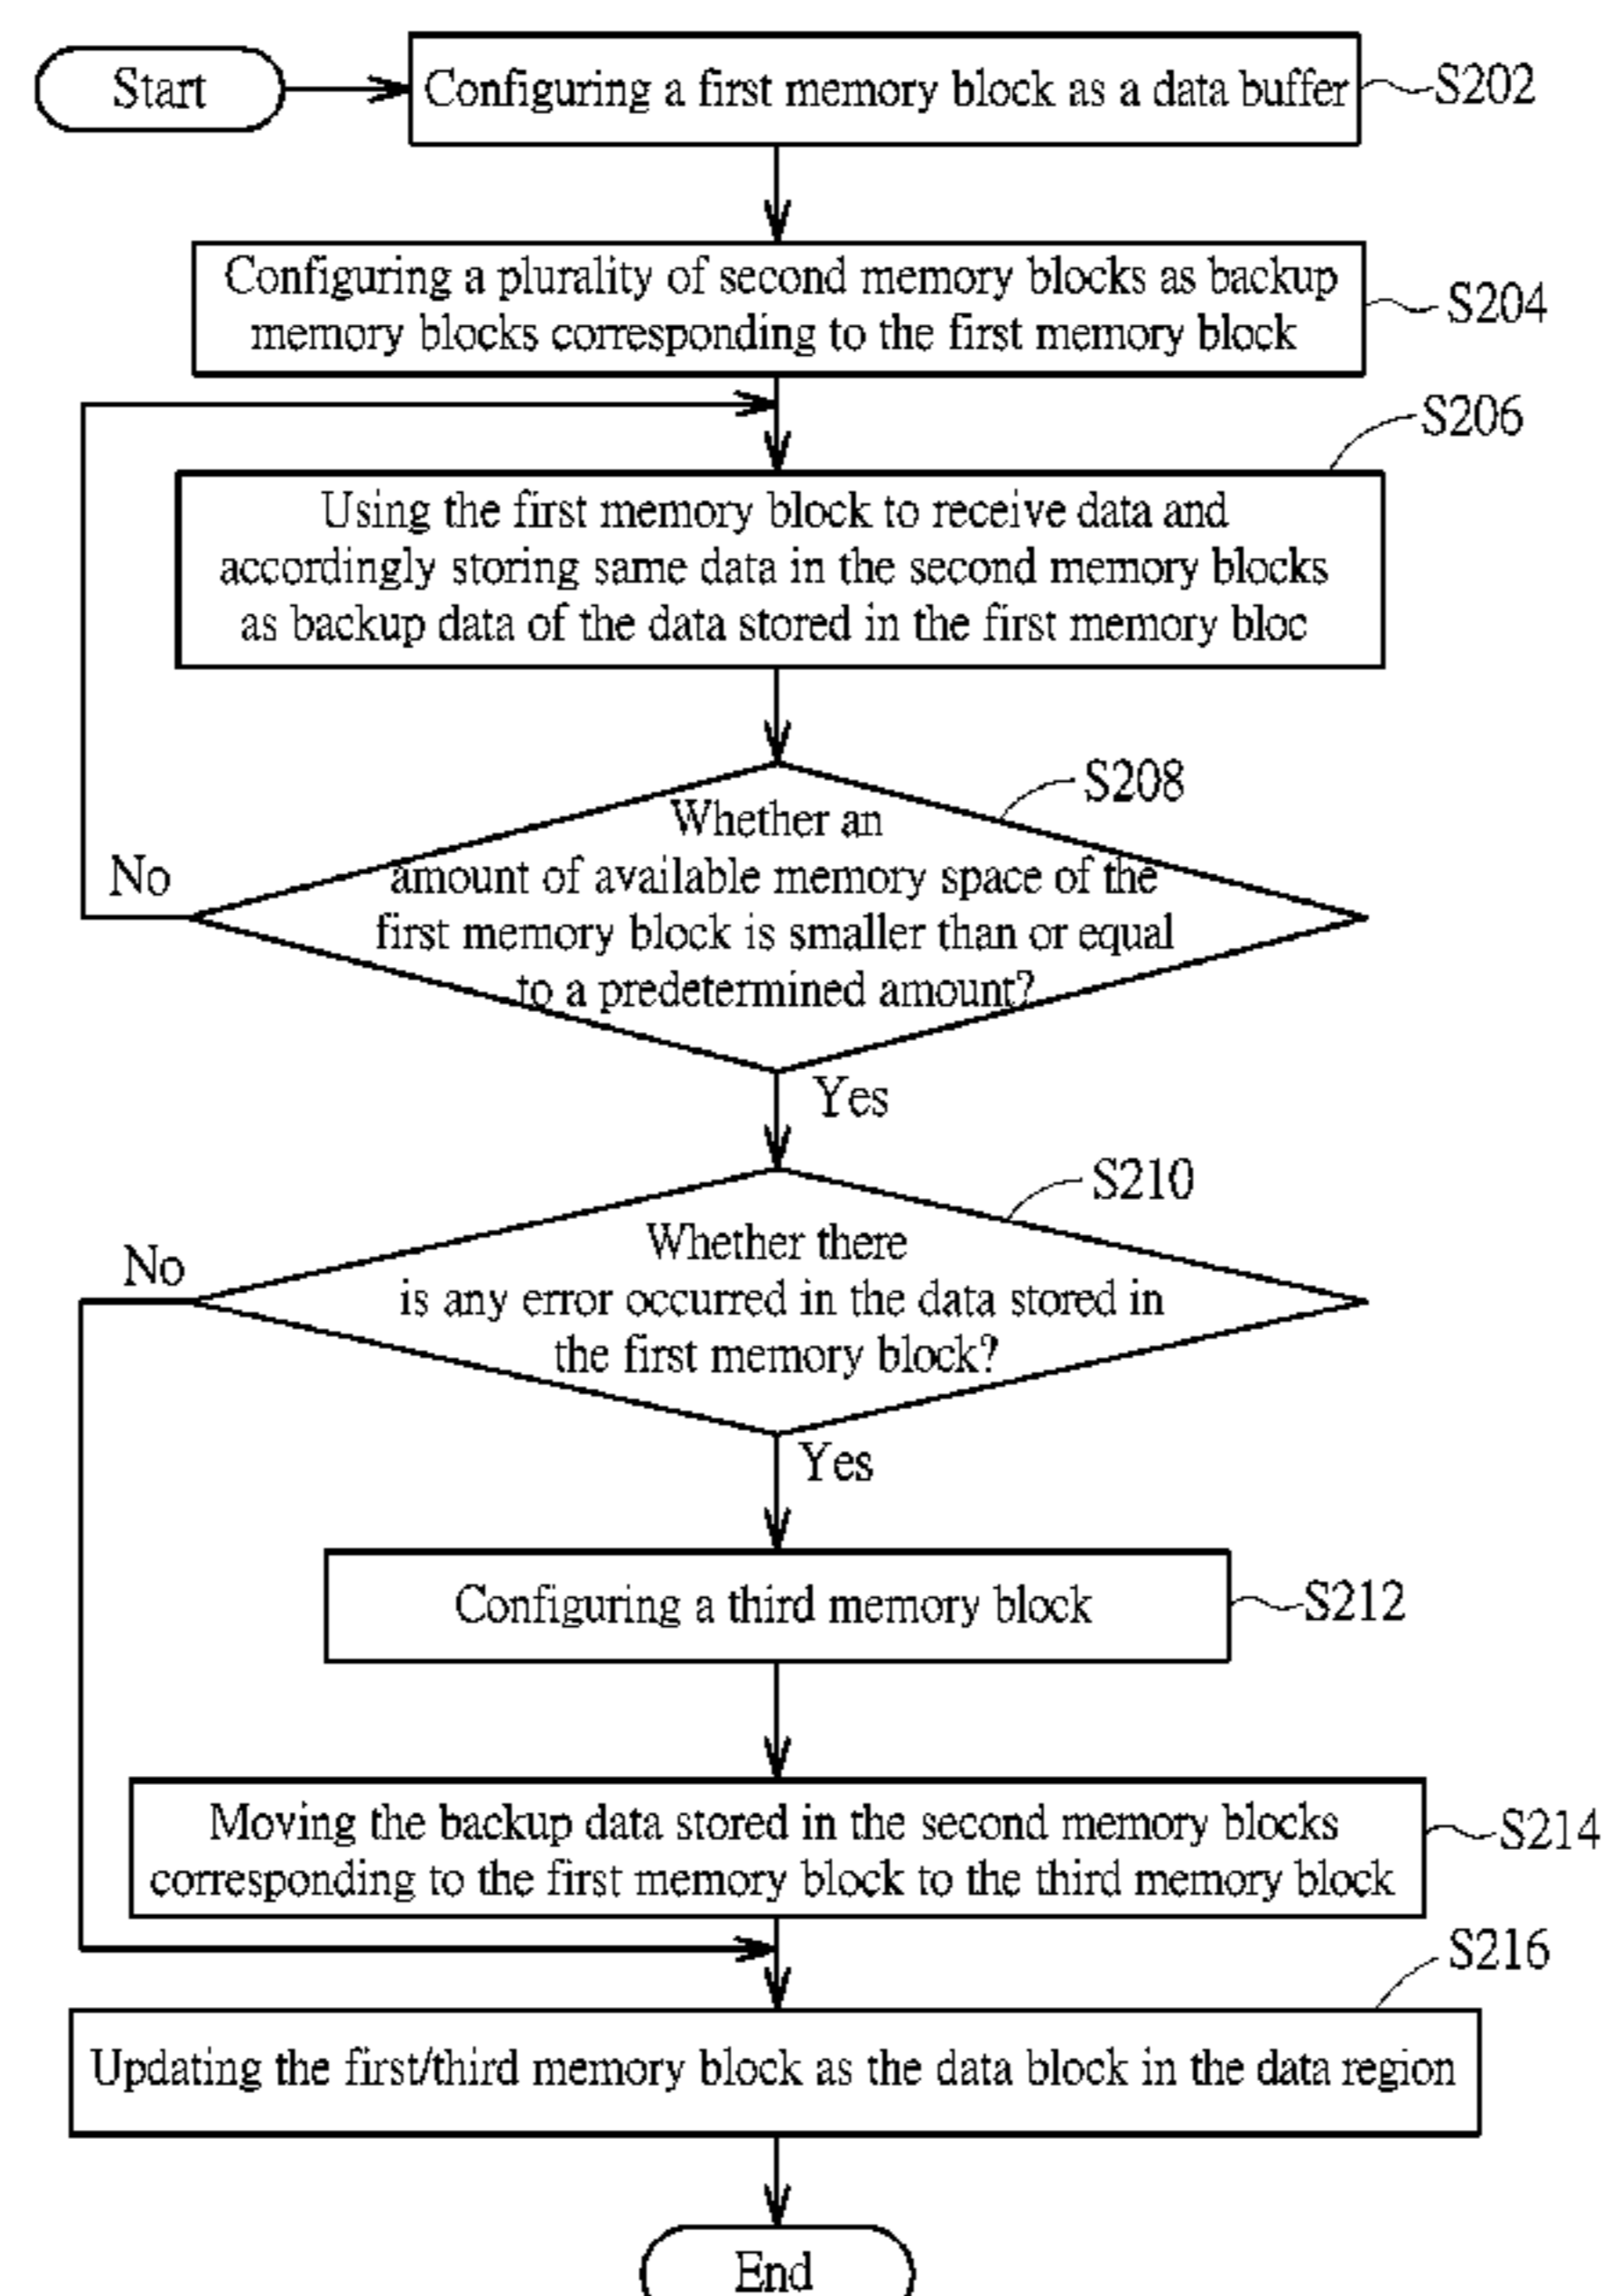 Start
Configuring a first memory block as a data buffer
S202
Configuring a plurality of second memory blocks as backup
memory blocks corresponding to the first memory block
S204
S206
Using the first memory block to receive data and
accordingly storing same data in the second memory blocks
as backup data of the data stored in the first memory bloc
S208
Whether an
amount of available memory space of the
first memory block is smaller than or equal
to a predetermined amount?
No
Yes
S210
Whether there
is any error occurred in the data stored in
the first memory block?
No
Yes
Configuring a third memory block
S212
Moving the backup data stored in the second memory blocks
corresponding to the first memory block to the third memory block
S214
S216
Updating the first/third memory block as the data block in the data region
End